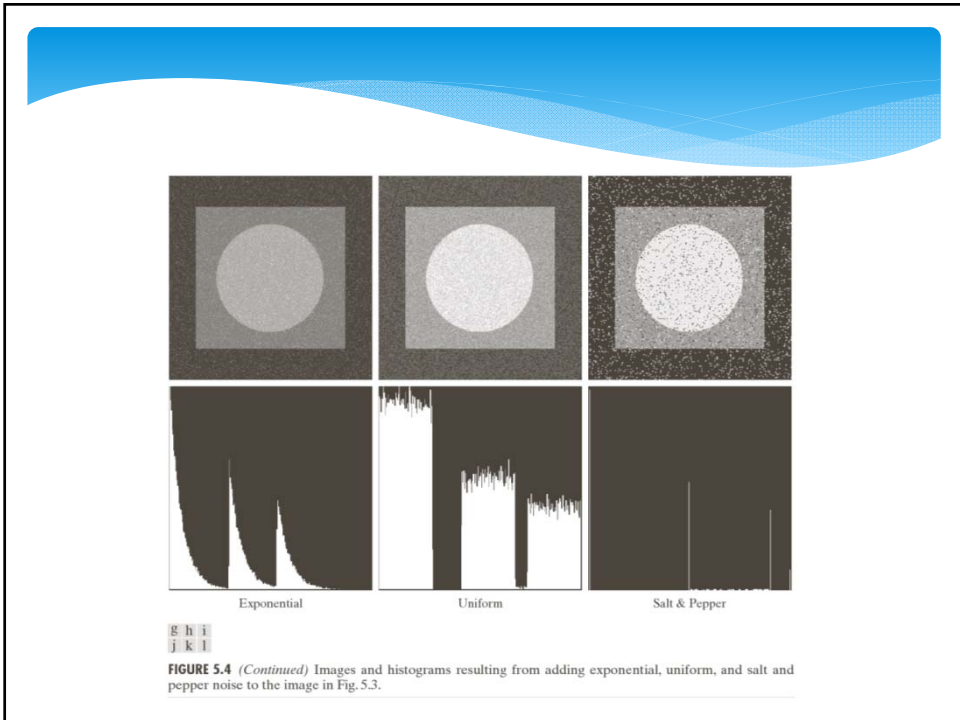 Exponential
Uniform
Salt & Pepper
g h i
j k l
FIGURE 5.4 (Continued) Images and histograms resulting from adding exponential, uniform, and salt and
pepper noise to the image in Fig. 5.3.